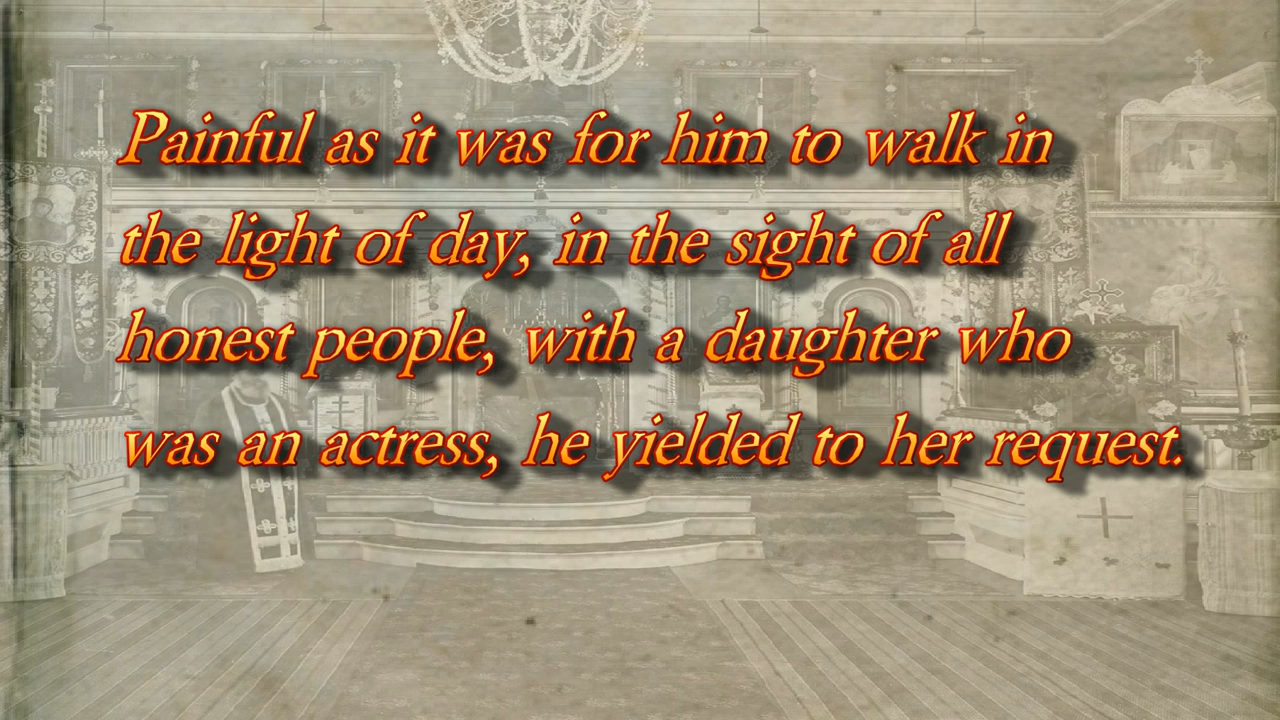 Painful as it was for him to walk in
the light of day, in the sight of all
honest people, with a daughter who
was an actress, he yielded to her request.